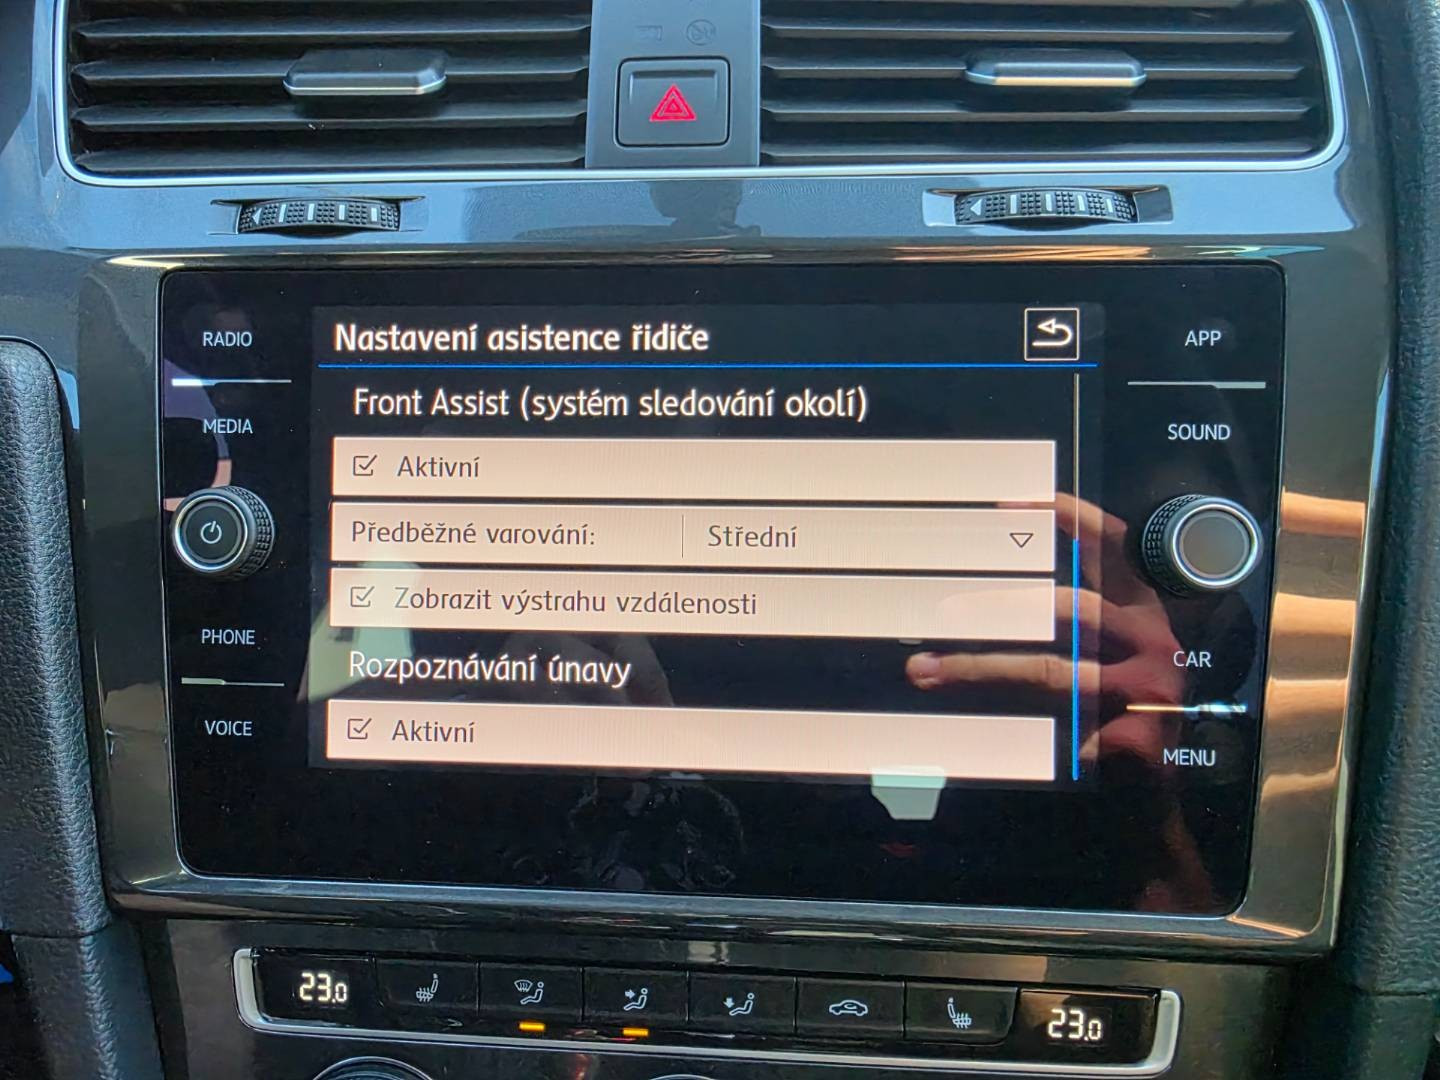 RADIO
MEDIA
PHONE
VOICE
Nastavení asistence řidiče
Front Assist (systém sledování okolí)
Aktivní
Předběžné varování: Střední
Zobrazit výstrahu vzdálenosti
Rozpoznávání únavy
Aktivní
APP
SOUND
CAR
MENU
23.0
23.0